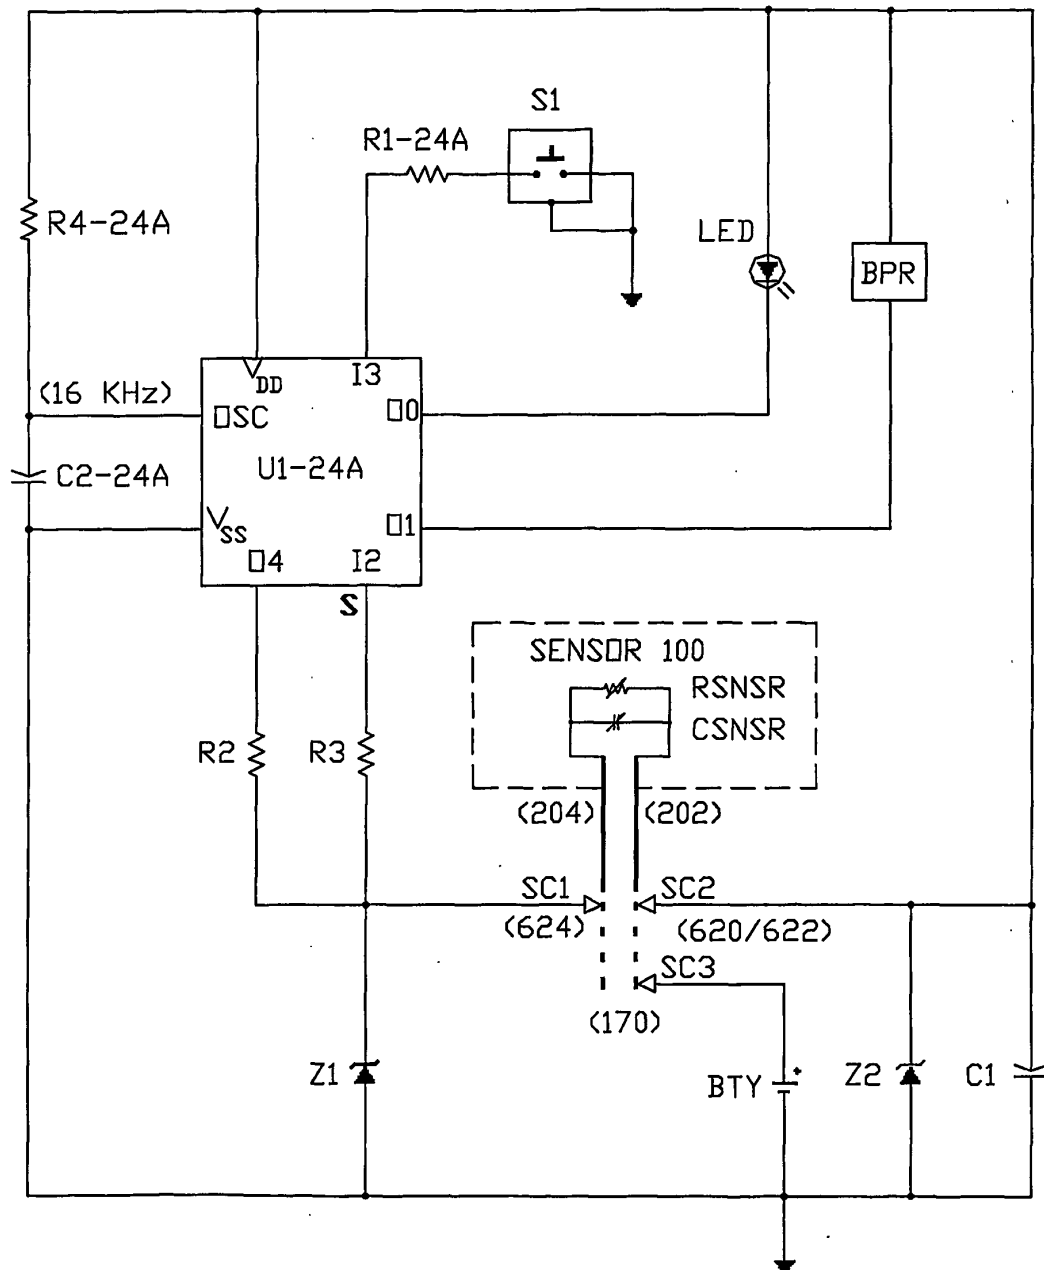 S1
R1-24A
R4-24A
LED
BPR
(16 KHz)
VDD
I3
OSC
O0
U1-24A
C2-24A
VSS
O1
O4
I2
S
SENSOR 100
RSNSR
CSNSR
R2
R3
(204)
(202)
SC1
SC2
(624)
(620/622)
SC3
(170)
Z1
BTY
+
Z2
C1